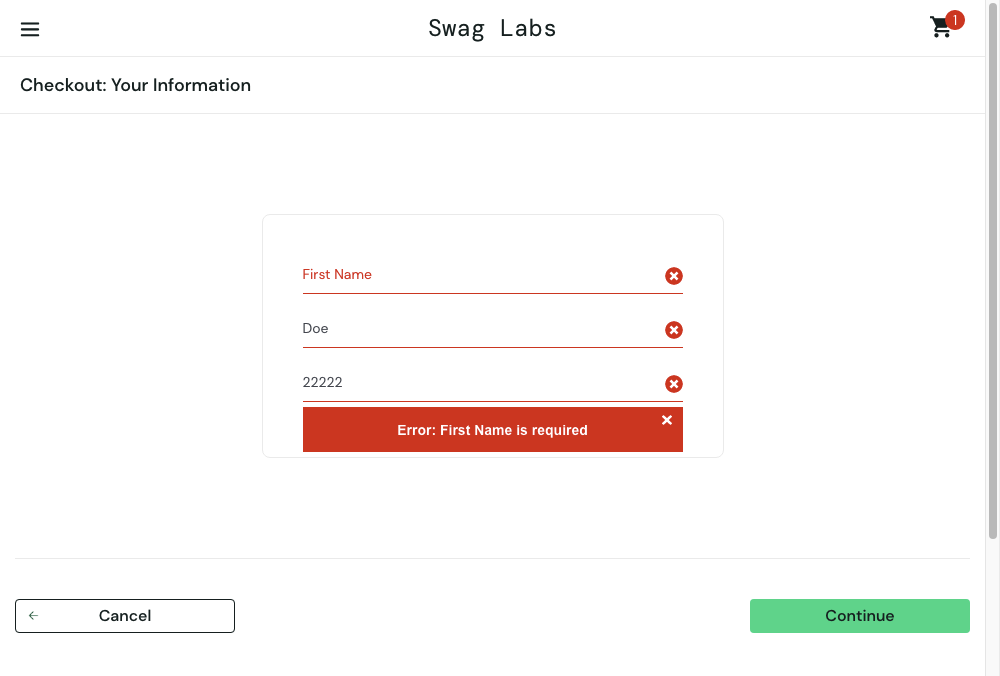 Swag Labs
1
Checkout: Your Information
First Name
Doe
22222
Error: First Name is required
Cancel
Continue